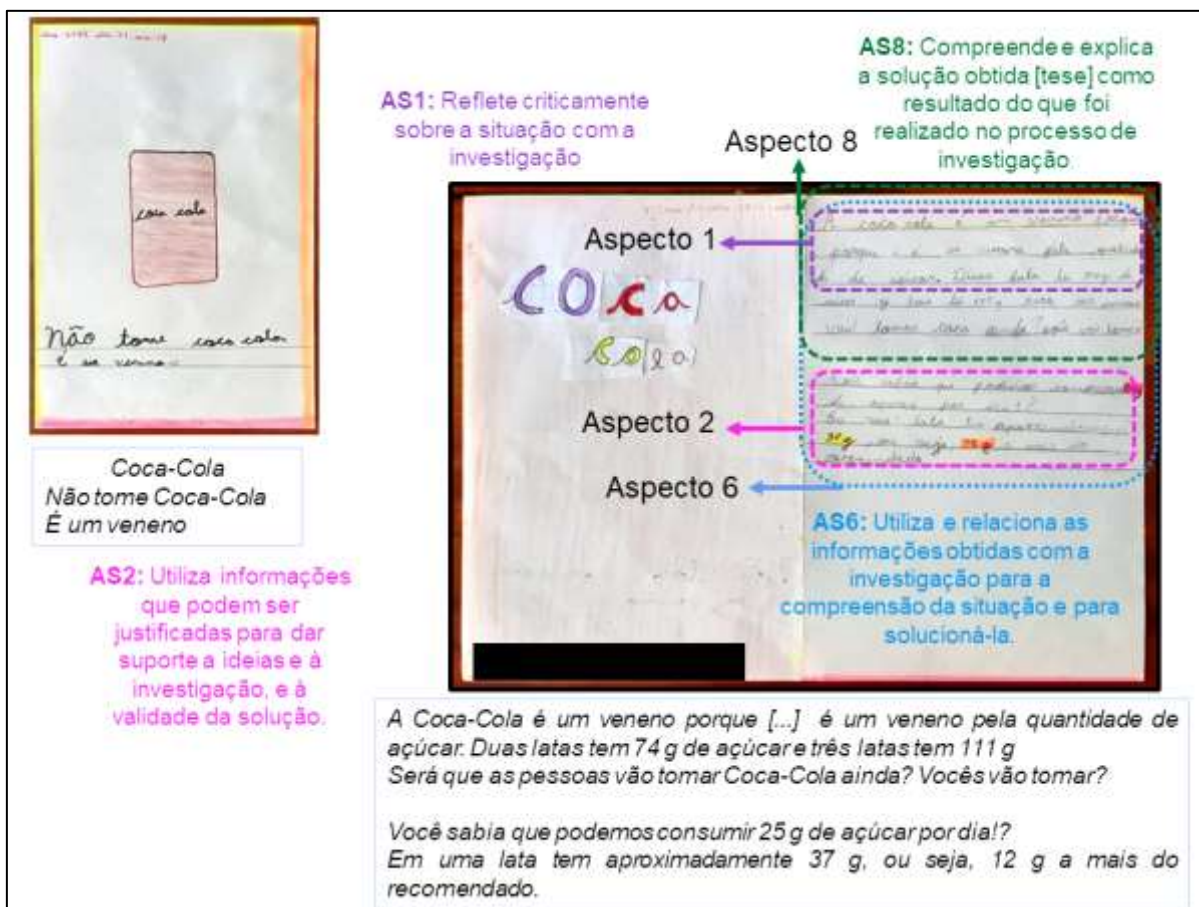 coca cola
Não tome coca cola
é um veneno
Coca-Cola
Não tome Coca-Cola
É um veneno
AS2: Utiliza informações
que podem ser
justificadas para dar
suporte a ideias e à
investigação, e à
validade da solução.
AS1: Reflete criticamente
sobre a situação com a
investigação
AS8: Compreende e explica
a solução obtida [tese] como
resultado do que foi
realizado no processo de
investigação
Aspecto 8
Aspecto 1
coca
cola
Aspecto 2
Aspecto 6
AS6: Utiliza e relaciona as
informações obtidas com a
investigação para a
compreensão da situação e para
solucioná-la.
A Coca-Cola é um veneno porque [...] é um veneno pela quantidade de
açúcar. Duas latas tem 74 g de açúcar e três latas tem 111 g
Será que as pessoas vão tomar Coca-Cola ainda? Vocês vão tomar?
Você sabia que podemos consumir 25 g de açúcar por dia!?
Em uma lata tem aproximadamente 37 g, ou seja, 12 g a mais do
recomendado.